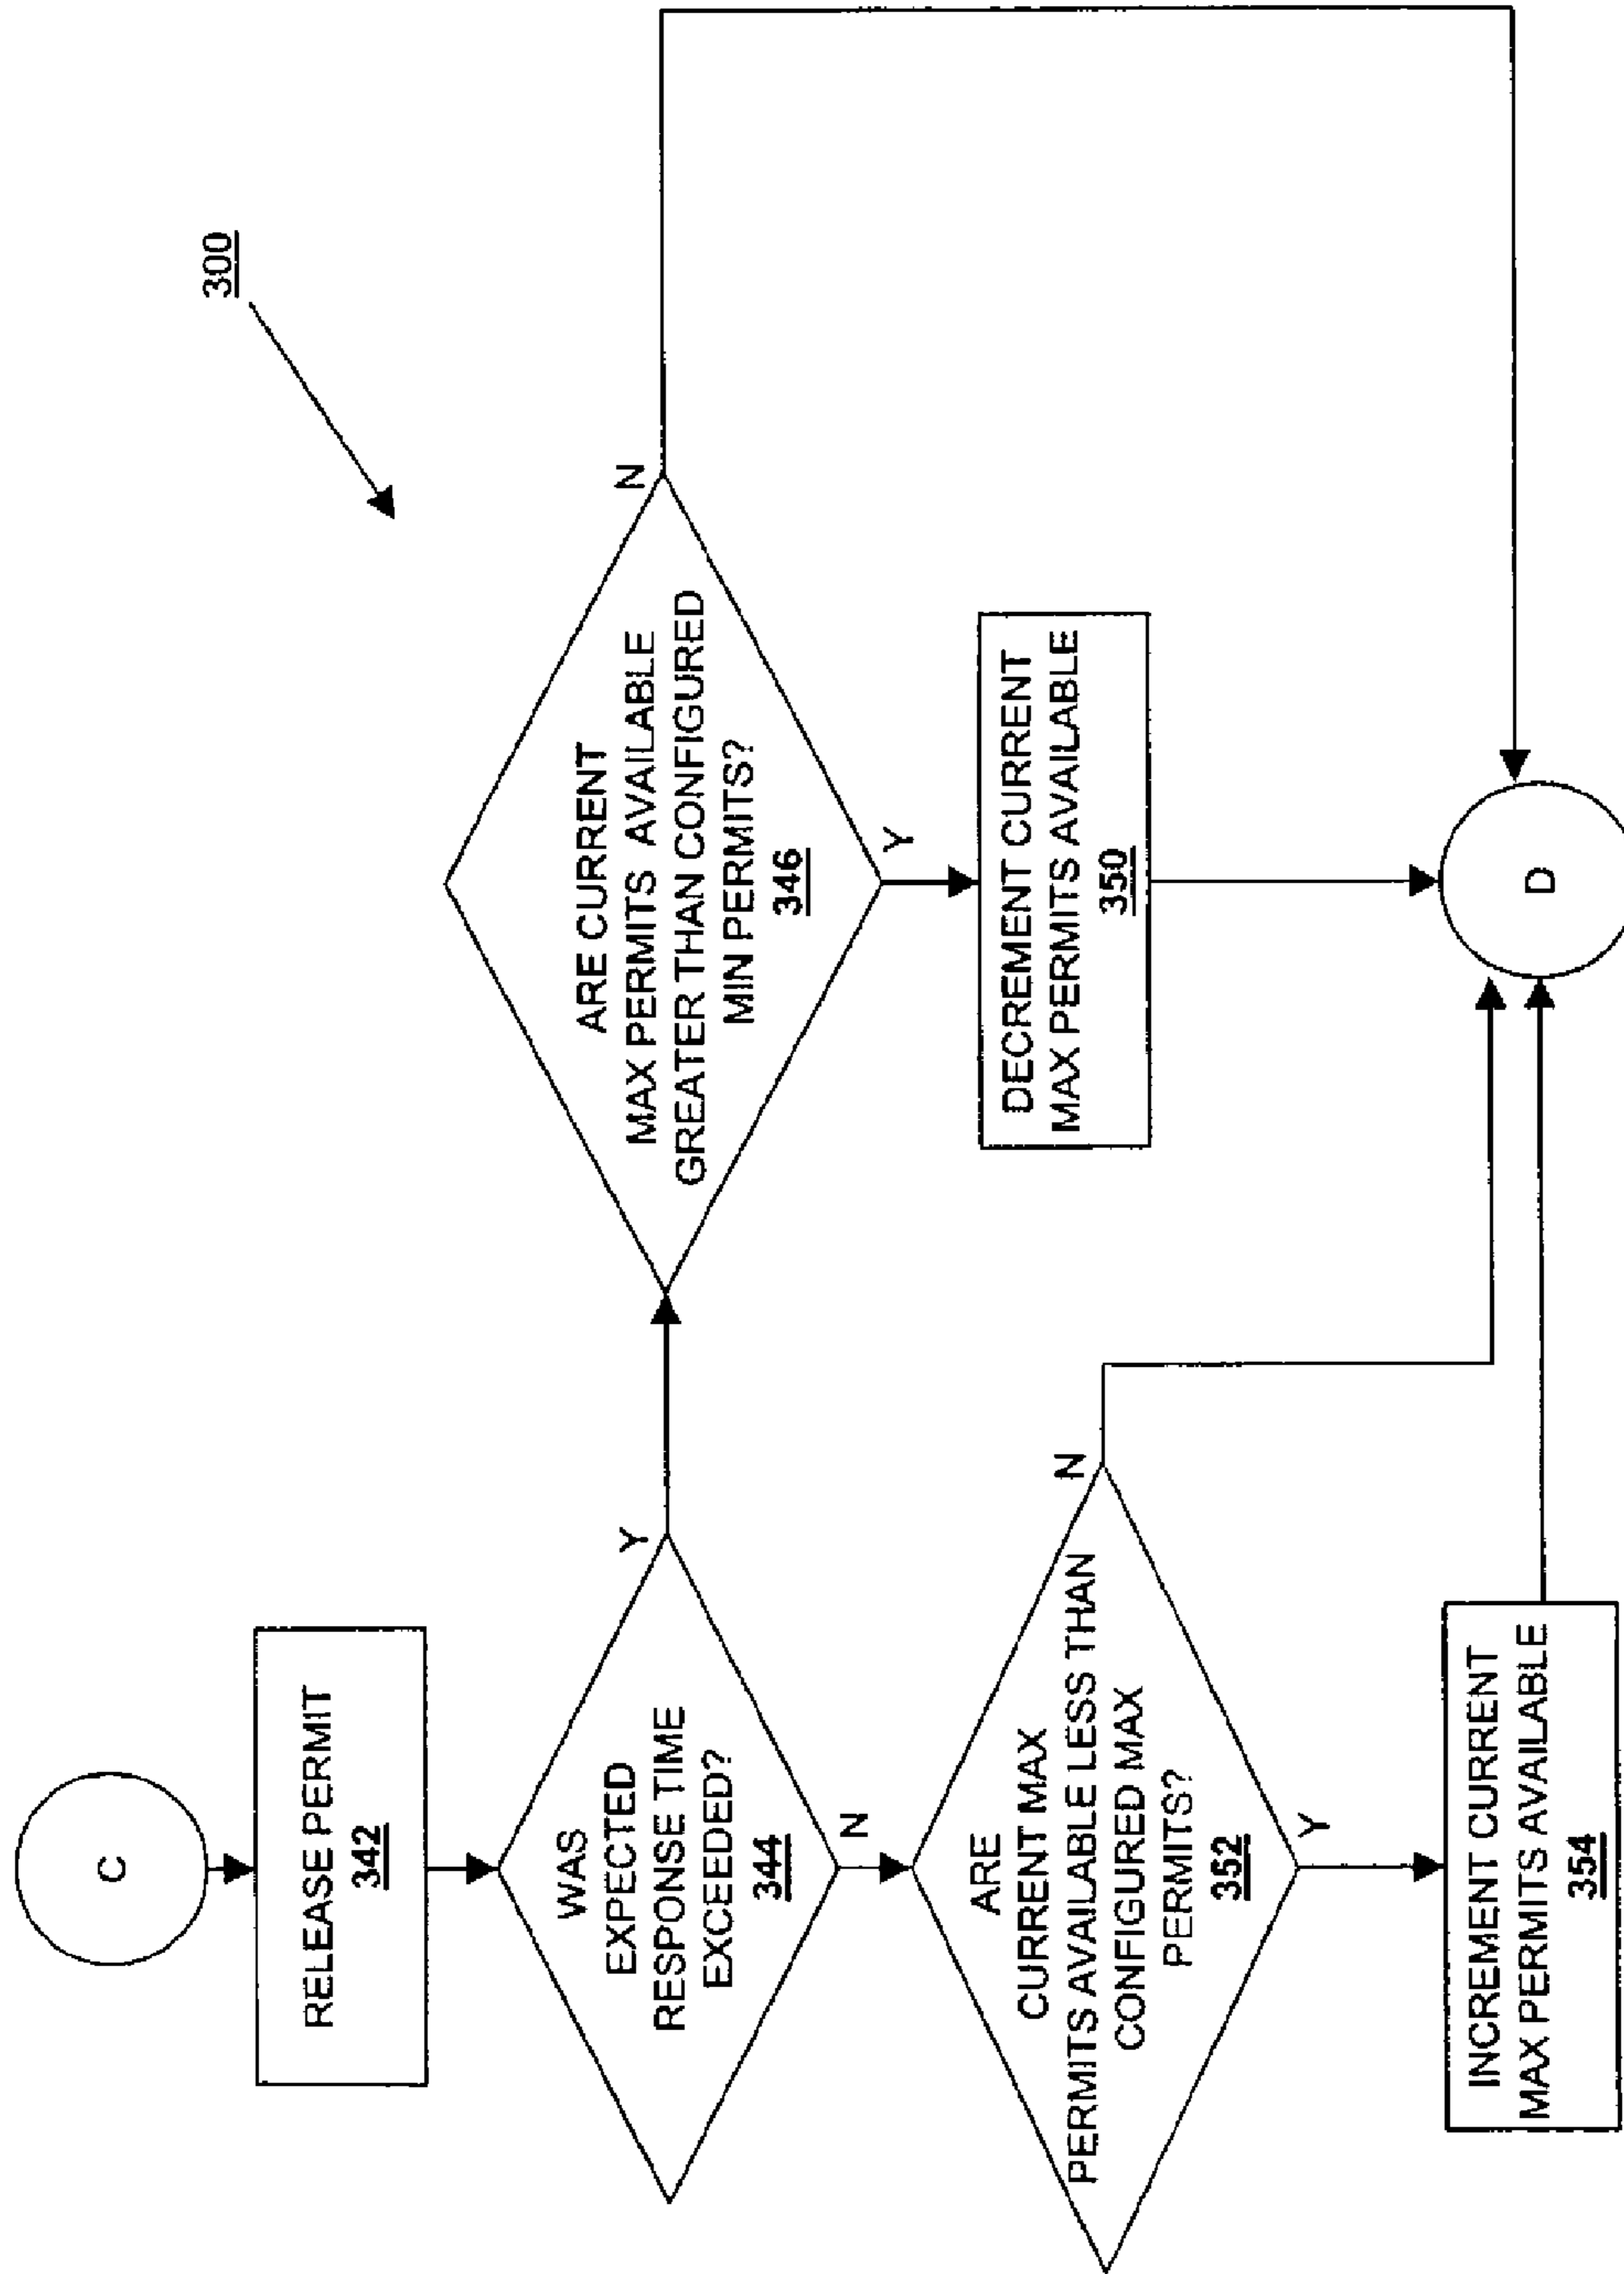 300
C
RELEASE PERMIT
342
WAS
EXPECTED
RESPONSE TIME
EXCEEDED?
344
Y
N
ARE CURRENT
MAX PERMITS AVAILABLE
GREATER THAN CONFIGURED
MIN PERMITS?
346
N
Y
DECREMENT CURRENT
MAX PERMITS AVAILABLE
350
ARE
CURRENT MAX
PERMITS AVAILABLE LESS THAN
CONFIGURED MAX
PERMITS?
352
N
Y
INCREMENT CURRENT
MAX PERMITS AVAILABLE
354
D